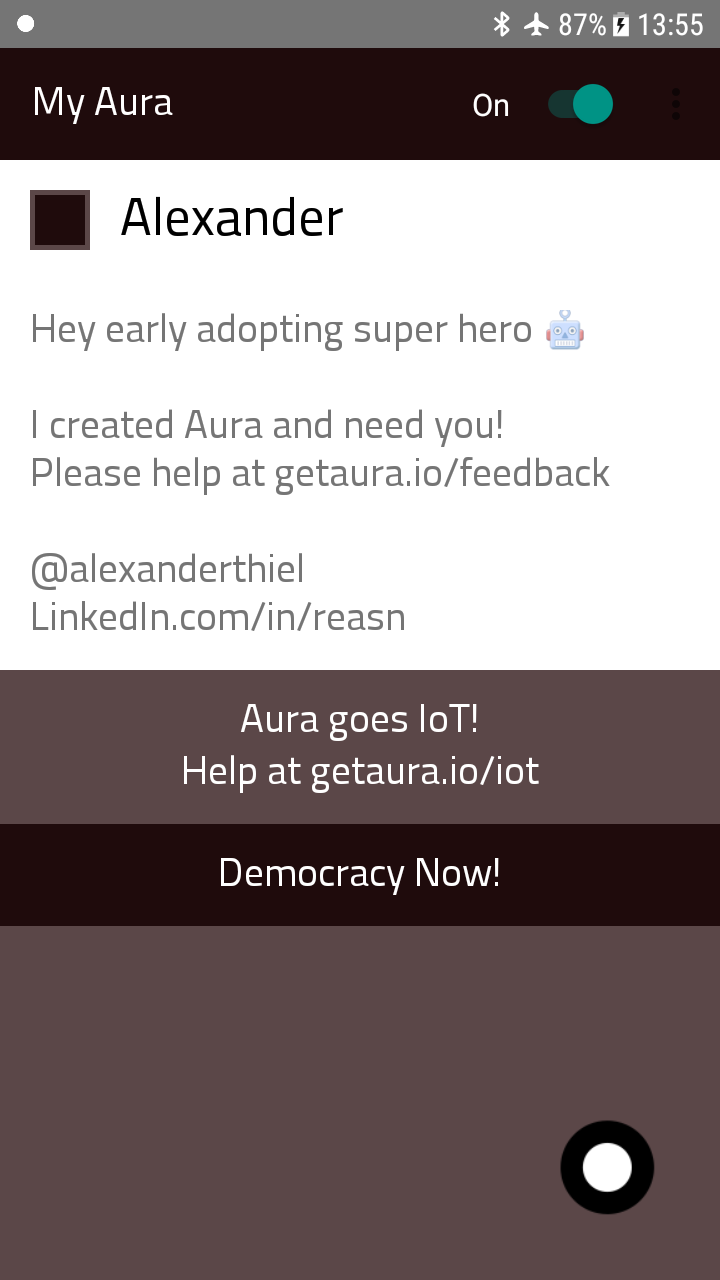 87% 13:55
My Aura
On
Alexander
Hey early adopting super hero 🤖
I created Aura and need you!
Please help at getaura.io/feedback
@alexanderthiel
LinkedIn.com/in/reasn
Aura goes IoT!
Help at getaura.io/iot
Democracy Now!